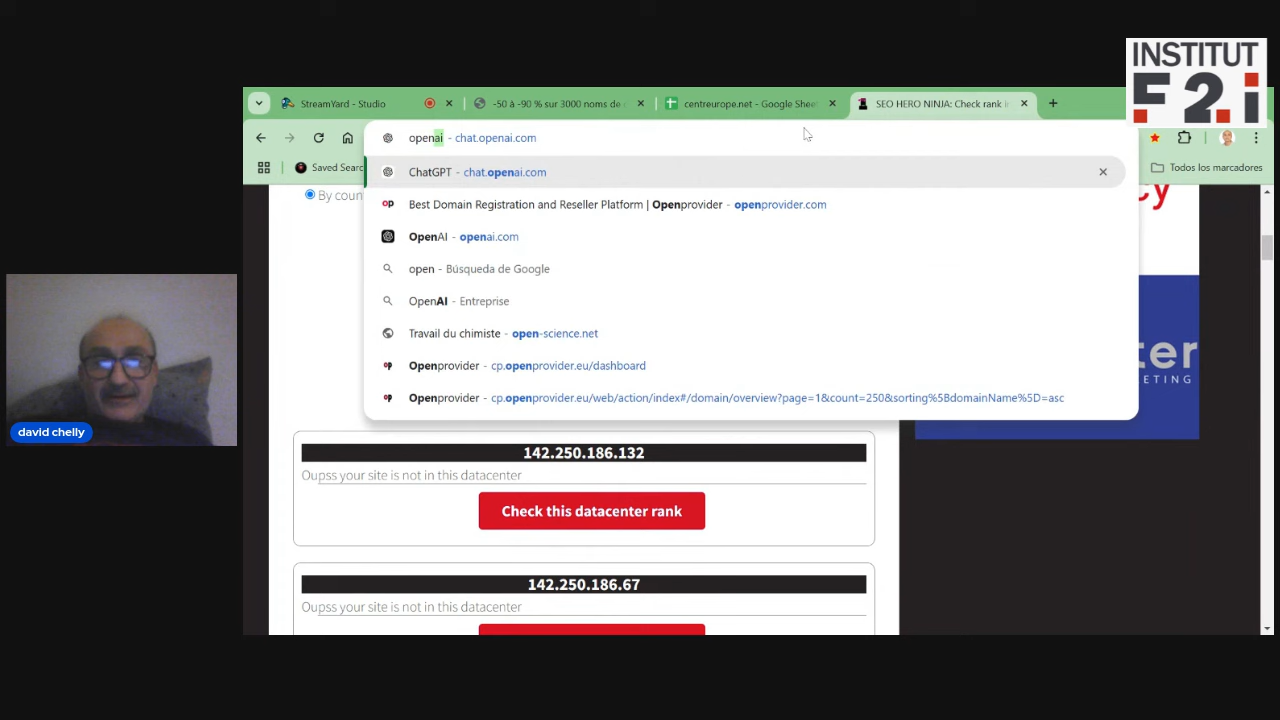 INSTITUT
F2i
StreamYard - Studio
-50 à -90 % sur 3000 noms de
centreurope.net - Google Shee
SEO HERO NINJA: Check rank i
openai - chat.openai.com
Saved Searc
Todos los marcadores
ChatGPT - chat.openai.com
By coun
Best Domain Registration and Reseller Platform | Openprovider - openprovider.com
OpenAI - openai.com
open - Búsqueda de Google
OpenAI - Entreprise
Travail du chimiste - open-science.net
ter
Openprovider - cp.openprovider.eu/dashboard
ETING
Openprovider - cp.openprovider.eu/web/action/index#/domain/overview?page=1&count=250&sorting%5BdomainName%5D=asc
david chelly
142.250.186.132
Oupss your site is not in this datacenter
Check this datacenter rank
142.250.186.67
Oupss your site is not in this datacenter